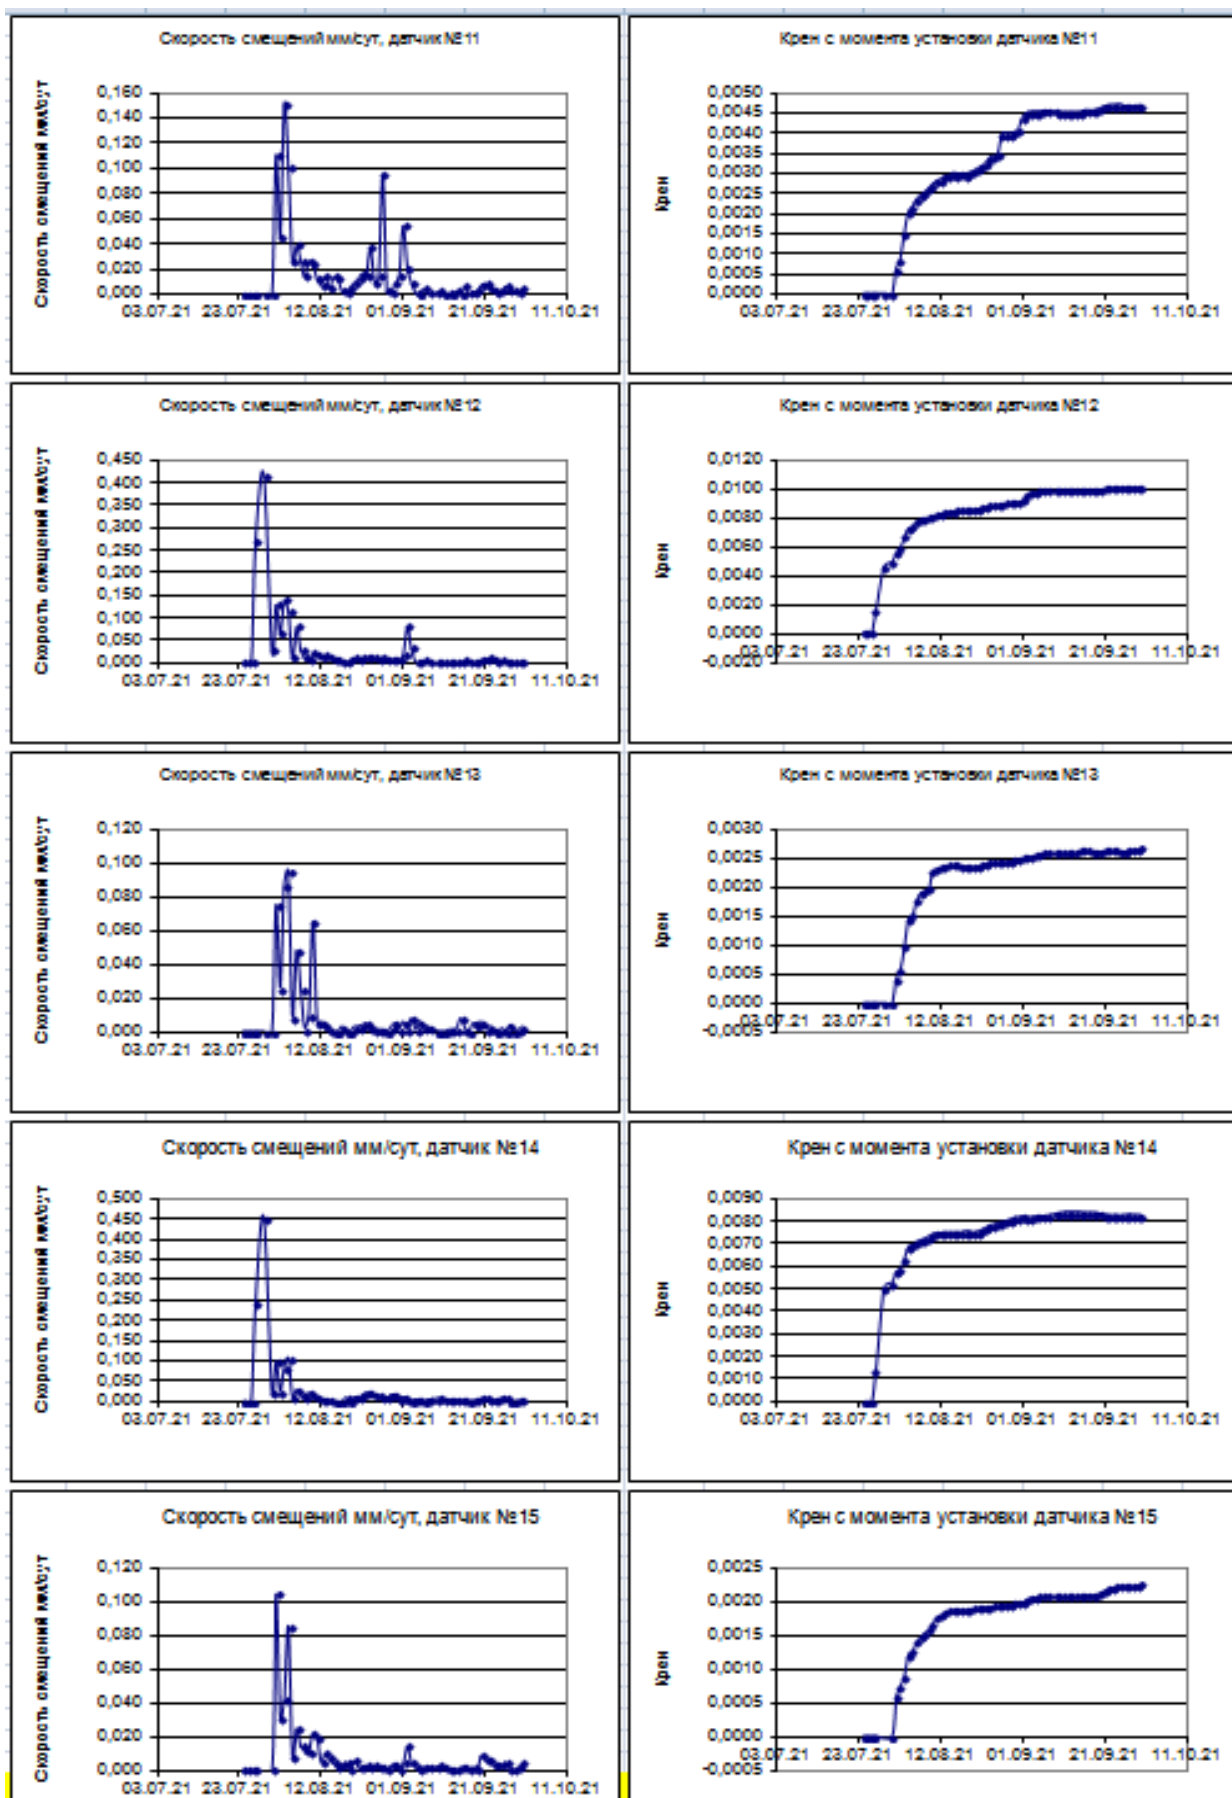 Скорость смещений мм/сут, датчик №11
Скорость смещений мм/сут
0,160
0,140
0,120
0,100
0,080
0,060
0,040
0,020
0,000
03.07.21 23.07.21 12.08.21 01.09.21 21.09.21 11.10.21
Крен с момента установки датчика №11
Крен
0,0050
0,0045
0,0040
0,0035
0,0030
0,0025
0,0020
0,0015
0,0010
0,0005
0,0000
03.07.21 23.07.21 12.08.21 01.09.21 21.09.21 11.10.21
Скорость смещений мм/сут, датчик №12
Скорость смещений мм/сут
0,450
0,400
0,350
0,300
0,250
0,200
0,150
0,100
0,050
0,000
03.07.21 23.07.21 12.08.21 01.09.21 21.09.21 11.10.21
Крен с момента установки датчика №12
Крен
0,0120
0,0100
0,0080
0,0060
0,0040
0,0020
0,0000
-0,0020
03.07.21 23.07.21 12.08.21 01.09.21 21.09.21 11.10.21
Скорость смещений мм/сут, датчик №13
Скорость смещений мм/сут
0,120
0,100
0,080
0,060
0,040
0,020
0,000
03.07.21 23.07.21 12.08.21 01.09.21 21.09.21 11.10.21
Крен с момента установки датчика №13
Крен
0,0030
0,0025
0,0020
0,0015
0,0010
0,0005
0,0000
-0,0005
03.07.21 23.07.21 12.08.21 01.09.21 21.09.21 11.10.21
Скорость смещений мм/сут, датчик №14
Скорость смещений мм/сут
0,500
0,450
0,400
0,350
0,300
0,250
0,200
0,150
0,100
0,050
0,000
03.07.21 23.07.21 12.08.21 01.09.21 21.09.21 11.10.21
Крен с момента установки датчика №14
Крен
0,0090
0,0080
0,0070
0,0060
0,0050
0,0040
0,0030
0,0020
0,0010
0,0000
03.07.21 23.07.21 12.08.21 01.09.21 21.09.21 11.10.21
Скорость смещений мм/сут, датчик №15
Скорость смещений мм/сут
0,120
0,100
0,080
0,060
0,040
0,020
0,000
03.07.21 23.07.21 12.08.21 01.09.21 21.09.21 11.10.21
Крен с момента установки датчика №15
Крен
0,0025
0,0020
0,0015
0,0010
0,0005
0,0000
-0,0005
03.07.21 23.07.21 12.08.21 01.09.21 21.09.21 11.10.21